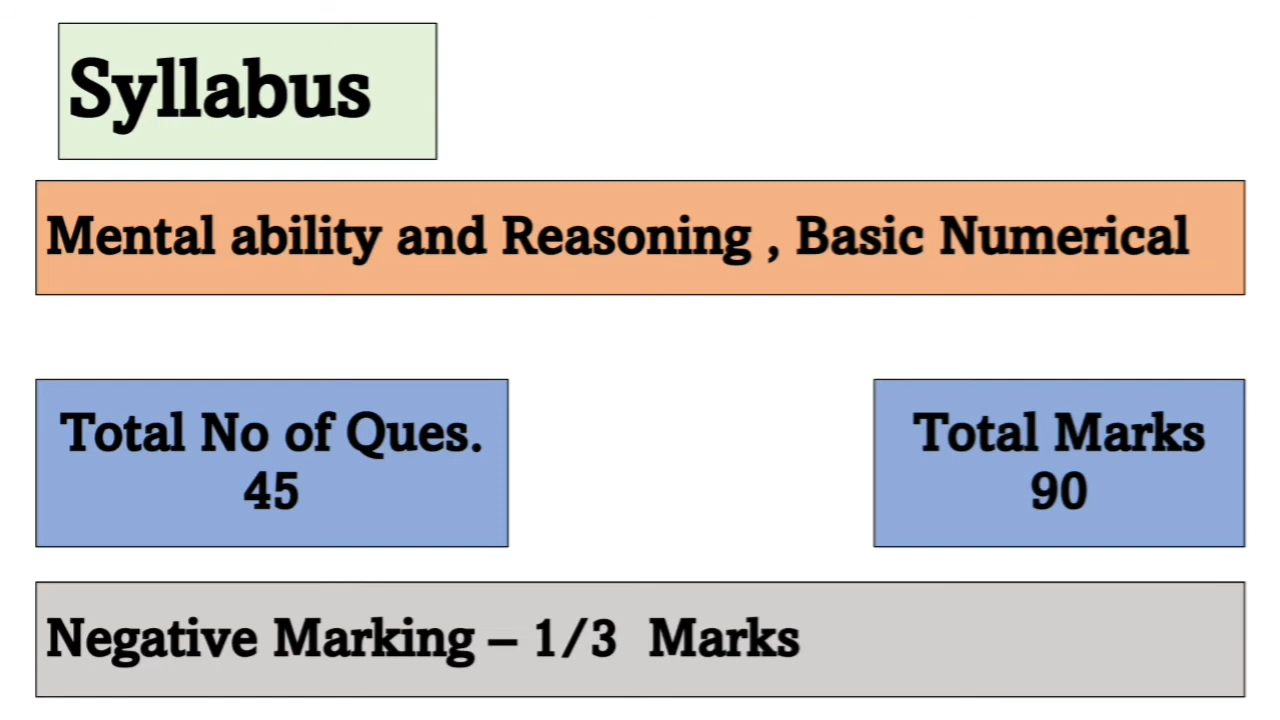 Syllabus
Mental ability and Reasoning , Basic Numerical
Total No of Ques.
45
Total Marks
90
Negative Marking – 1/3 Marks